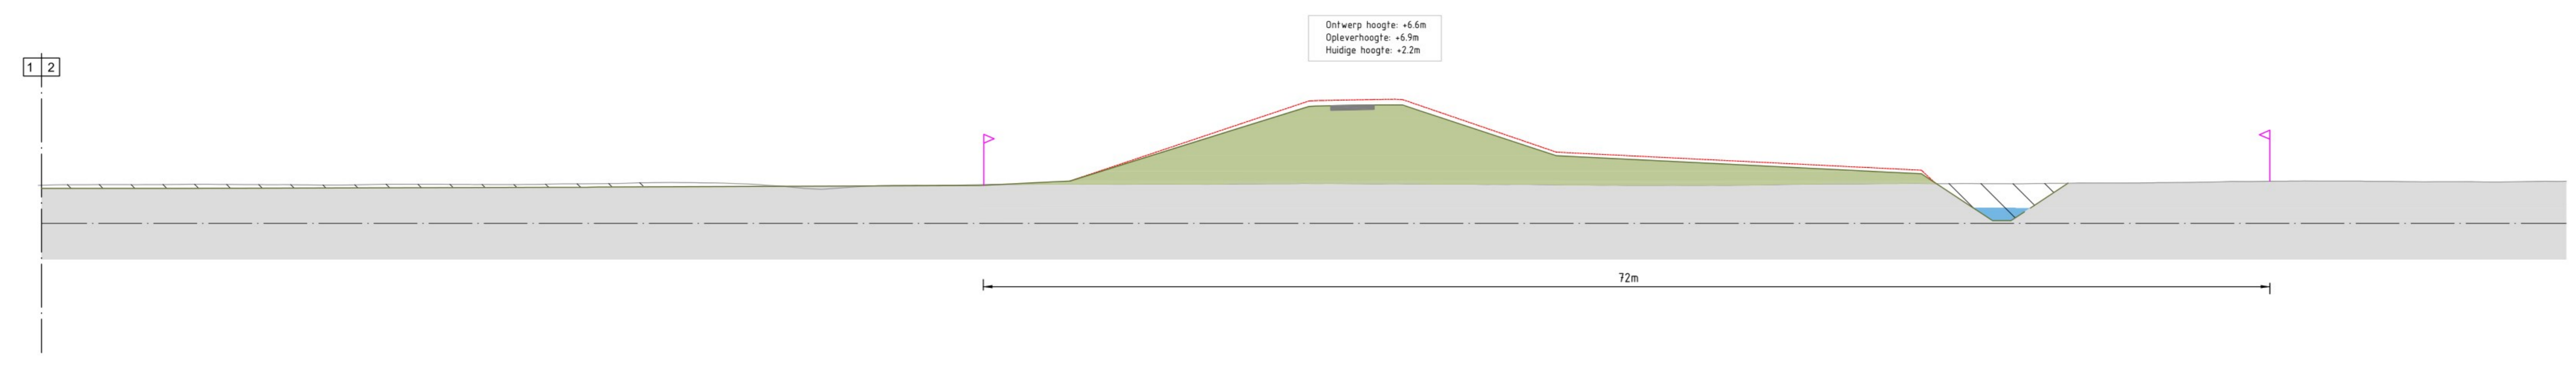 Ontwerp hoogte: +6.6m
Opleverhoogte: +6.9m
Huidige hoogte: +2.2m
1 2
72m